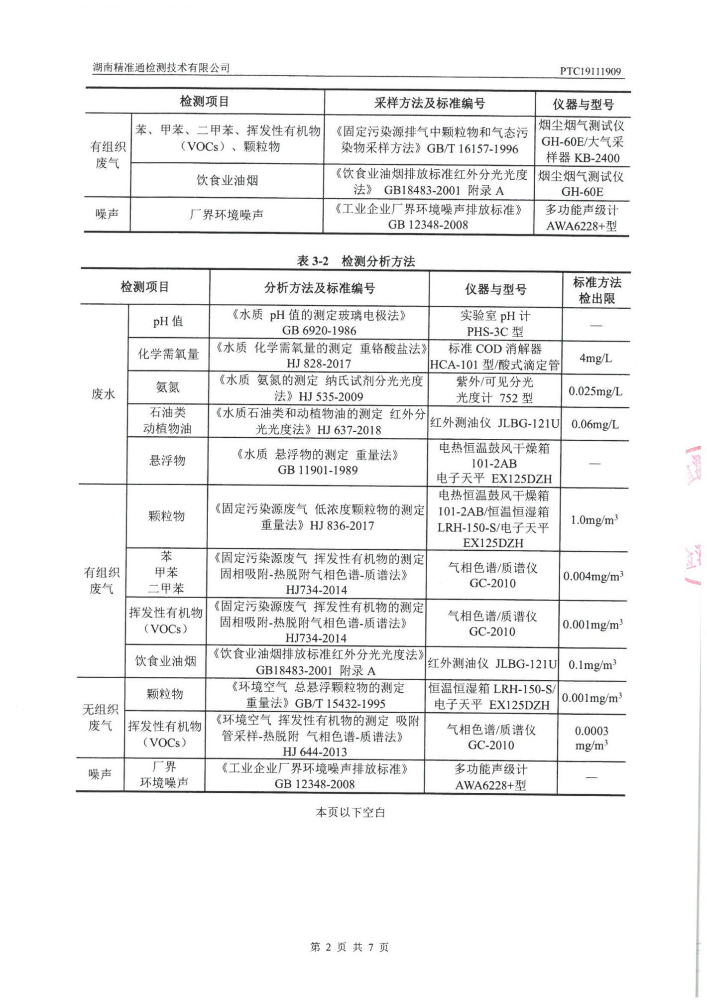 湖南精准通检测技术有限公司
PTC19111909
检测项目
采样方法及标准编号
仪器与型号
有组织
废气
苯、甲苯、二甲苯、挥发性有机物
（VOCs）、颗粒物
《固定污染源排气中颗粒物和气态污
染物采样方法》GB/T 16157-1996
烟尘烟气测试仪
GH-60E/大气采
样器 KB-2400
饮食业油烟
《饮食业油烟排放标准红外分光光度
法》 GB18483-2001 附录 A
烟尘烟气测试仪
GH-60E
噪声
厂界环境噪声
《工业企业厂界环境噪声排放标准》
GB 12348-2008
多功能声级计
AWA6228+型
表 3-2 检测分析方法
检测项目
分析方法及标准编号
仪器与型号
标准方法
检出限
废水
pH 值
《水质 pH 值的测定玻璃电极法》
GB 6920-1986
实验室 pH 计
PHS-3C 型
—
化学需氧量
《水质 化学需氧量的测定 重铬酸盐法》
HJ 828-2017
标准 COD 消解器
HCA-101 型/酸式滴定管
4mg/L
氨氮
《水质 氨氮的测定 纳氏试剂分光光度
法》HJ 535-2009
紫外/可见分光
光度计 752 型
0.025mg/L
石油类
动植物油
《水质石油类和动植物油的测定 红外分
光光度法》HJ 637-2018
红外测油仪 JLBG-121U
0.06mg/L
悬浮物
《水质 悬浮物的测定 重量法》
GB 11901-1989
电热恒温鼓风干燥箱
101-2AB
电子天平 EX125DZH
—
有组织
废气
颗粒物
《固定污染源废气 低浓度颗粒物的测定
重量法》HJ 836-2017
电热恒温鼓风干燥箱
101-2AB/恒温恒湿箱
LRH-150-S/电子天平
EX125DZH
1.0mg/m³
苯
甲苯
二甲苯
《固定污染源废气 挥发性有机物的测定
固相吸附-热脱附气相色谱-质谱法》
HJ734-2014
气相色谱/质谱仪
GC-2010
0.004mg/m³
挥发性有机物
（VOCs）
《固定污染源废气 挥发性有机物的测定
固相吸附-热脱附气相色谱-质谱法》
HJ734-2014
气相色谱/质谱仪
GC-2010
0.001mg/m³
饮食业油烟
《饮食业油烟排放标准红外分光光度法》
GB18483-2001 附录 A
红外测油仪 JLBG-121U
0.1mg/m³
无组织
废气
颗粒物
《环境空气 总悬浮颗粒物的测定
重量法》GB/T 15432-1995
恒温恒湿箱 LRH-150-S/
电子天平 EX125DZH
0.001mg/m³
挥发性有机物
（VOCs）
《环境空气 挥发性有机物的测定 吸附
管采样-热脱附 气相色谱-质谱法》
HJ 644-2013
气相色谱/质谱仪
GC-2010
0.0003
mg/m³
噪声
厂界
环境噪声
《工业企业厂界环境噪声排放标准》
GB 12348-2008
多功能声级计
AWA6228+型
—
本页以下空白
第 2 页 共 7 页